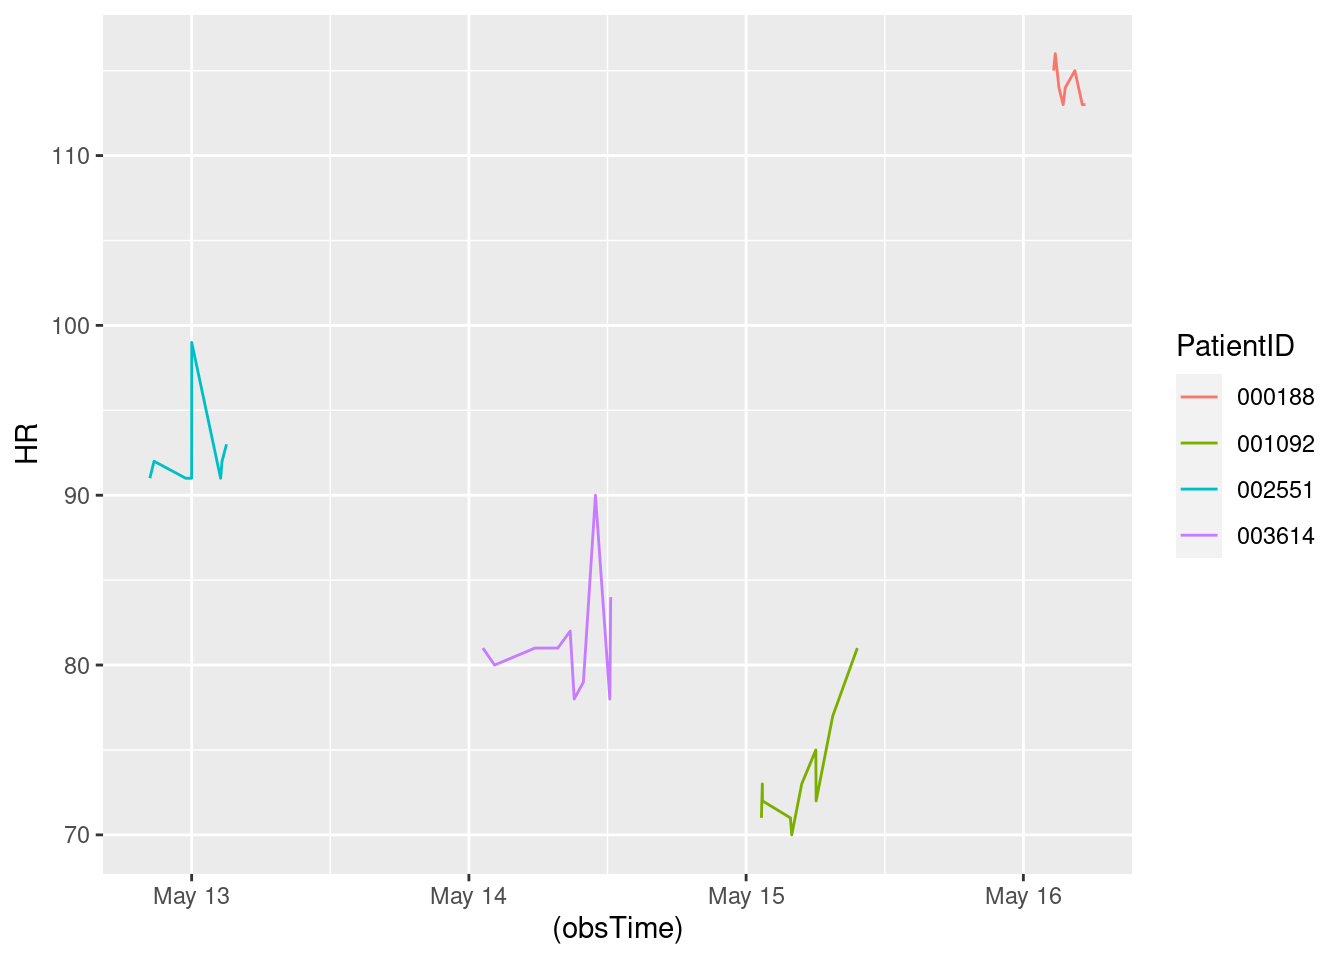 HR
110
100
90
80
70
May 13
May 14
May 15
May 16
(obsTime)
PatientID
000188
001092
002551
003614